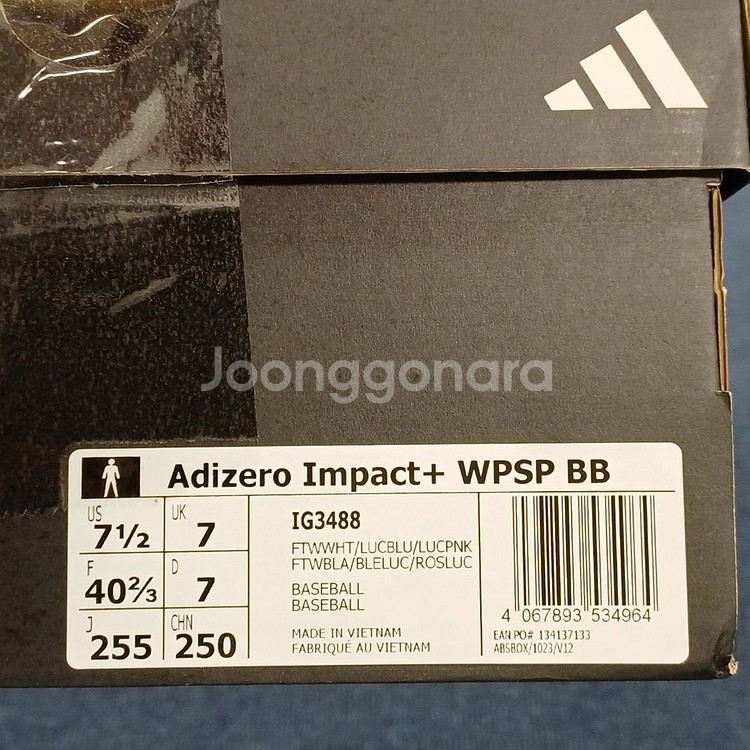 Joonggonara
Adizero Impact+ WPSP BB
US UK
7½ 7
F D
40⅔ 7
J CHN
255 250
IG3488
FTWWHT/LUCBLU/LUCPNK
FTWBLA/BLELUC/ROSLUC
BASEBALL
BASEBALL
MADE IN VIETNAM
FABRIQUÉ AU VIETNAM
4 067893 534964
EAN PO# 134137133
ABSBOX/1023/V12